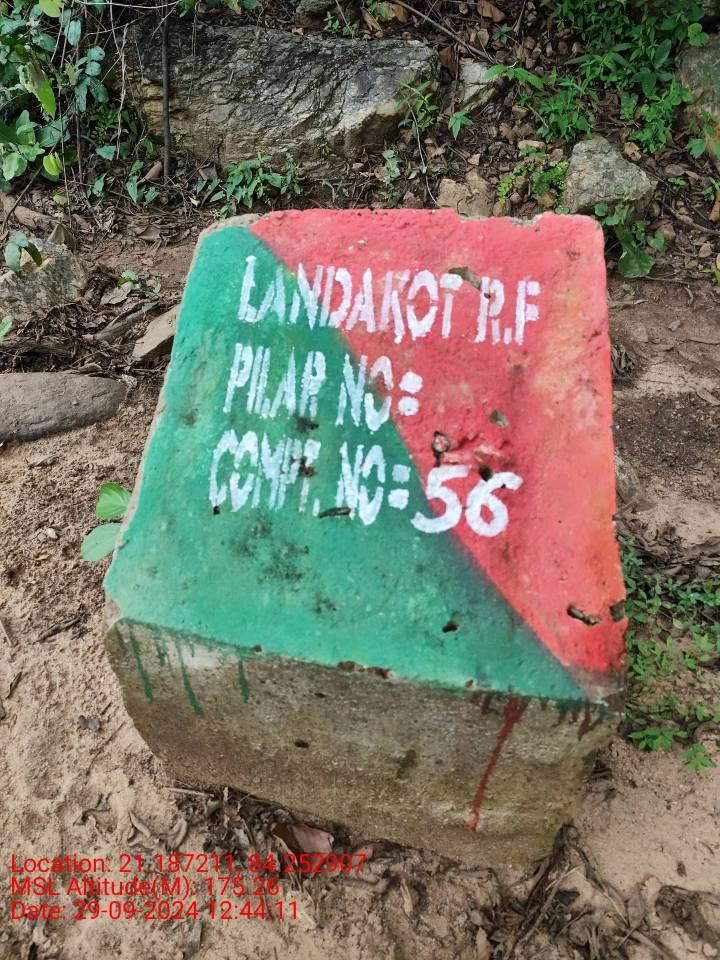 LANDAKOT R.F
PILAR NO:
COMPT. NO: 56
Location: 21.187211, 84.252907
MSL Altitude(M): 175.26
Date: 29-09-2024 12:44:11